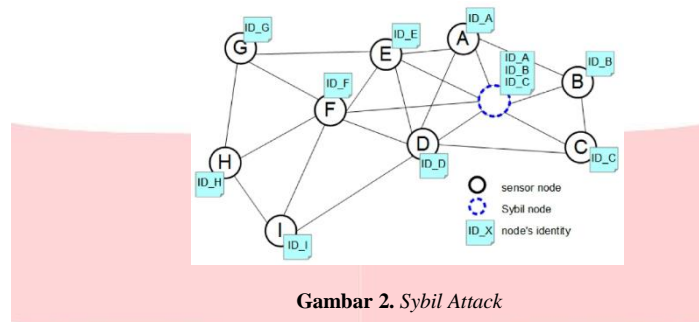 ID_G
G
ID_E
E
ID_A
A
ID_A
ID_B
ID_C
ID_B
B
ID_F
F
D
ID_D
C
ID_C
H
ID_H
I
ID_I
sensor node
Sybil node
ID_X node's identity
Gambar 2. Sybil Attack